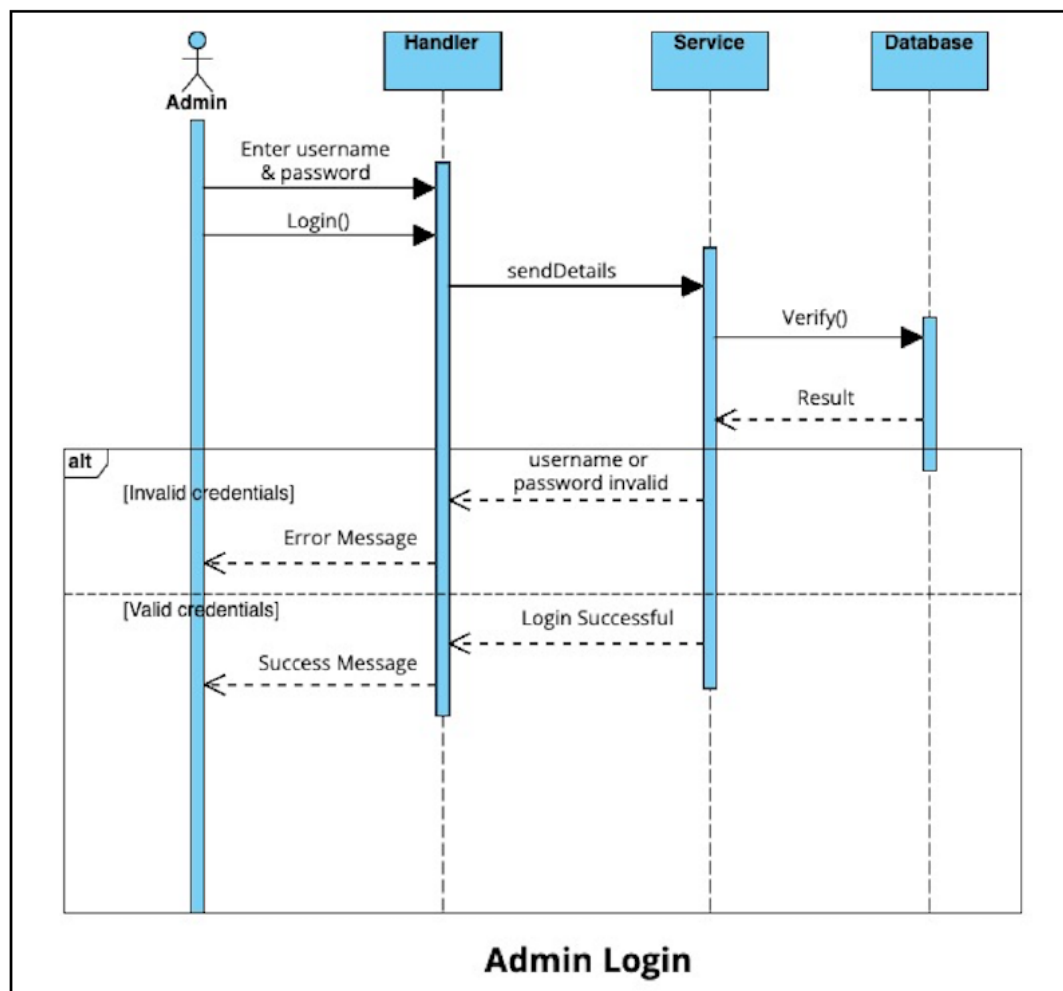 Handler
Service
Database
Admin
Enter username
& password
Login()
sendDetails
Verify()
Result
alt
username or
password invalid
[Invalid credentials]
Error Message
[Valid credentials]
Login Successful
Success Message
Admin Login